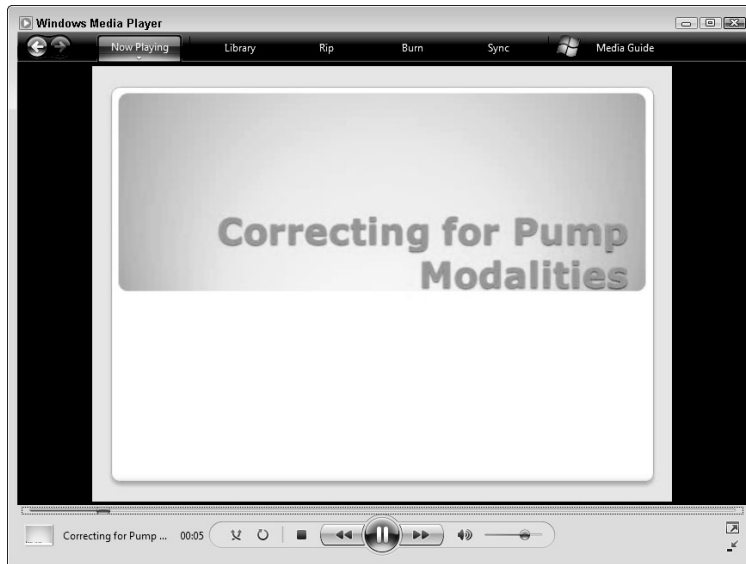 Windows Media Player
Now Playing Library Rip Burn Sync Media Guide
Correcting for Pump
Modalities
Correcting for Pump ... 00:05